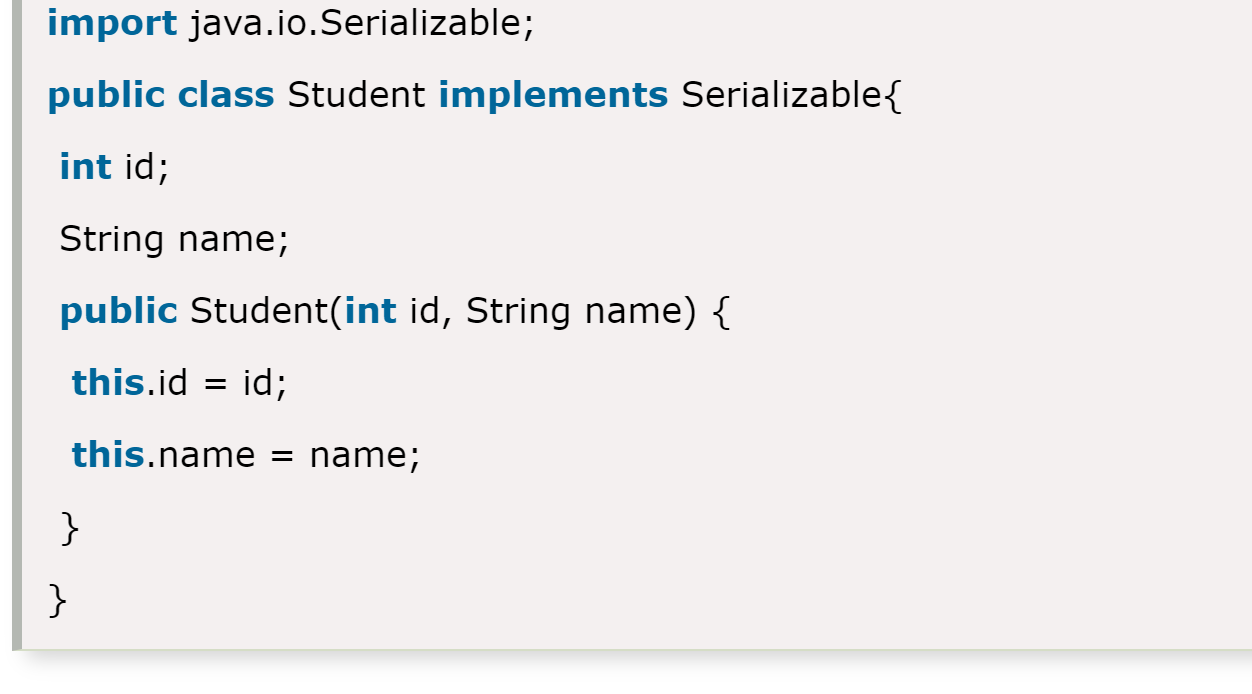 import java.io.Serializable;
public class Student implements Serializable{
int id;
String name;
public Student(int id, String name) {
this.id = id;
this.name = name;
}
}